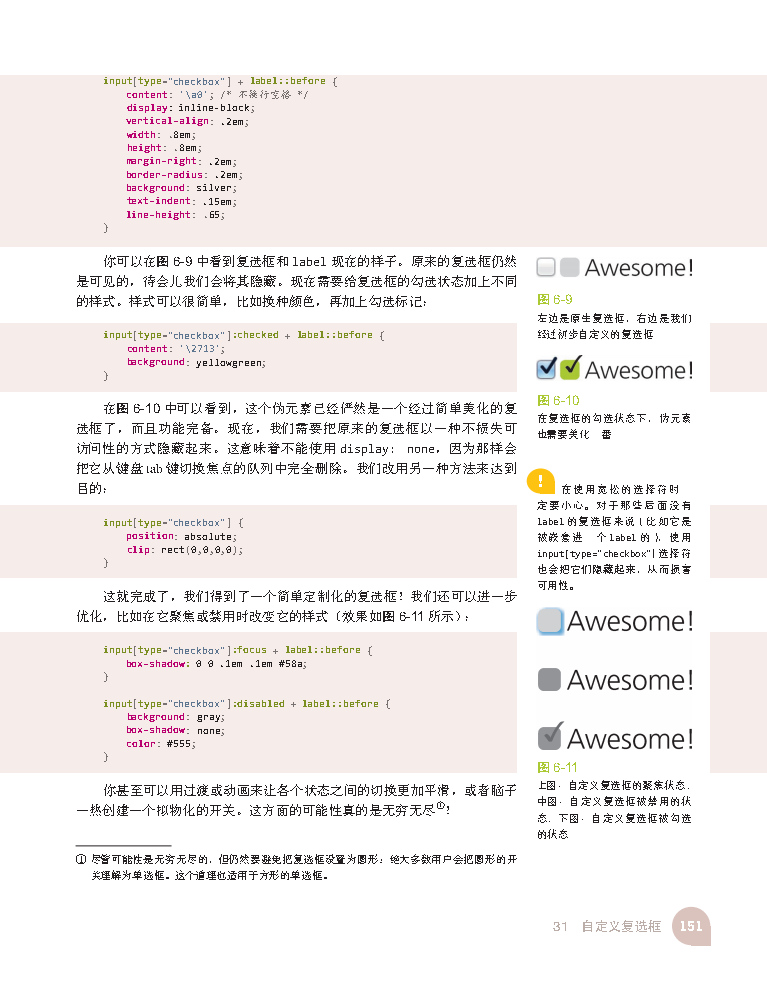 input[type="checkbox"] + label::before {
content: '\a0'; /* 不换行空格 */
display: inline-block;
vertical-align: .2em;
width: .8em;
height: .8em;
margin-right: .2em;
border-radius: .2em;
background: silver;
text-indent: .15em;
line-height: .65;
}
你可以在图 6-9 中看到复选框和 label 现在的样子。原来的复选框仍然
是可见的，待会儿我们会将其隐藏。现在需要给复选框的勾选状态加上不同
的样式。样式可以很简单，比如换种颜色，再加上勾选标记：
input[type="checkbox"]:checked + label::before {
content: '\2713';
background: yellowgreen;
}
在图 6-10 中可以看到，这个伪元素已经俨然是一个经过简单美化的复
选框了，而且功能完备。现在，我们需要把原来的复选框以一种不损失可
访问性的方式隐藏起来。这意味着不能使用 display: none，因为那样会
把它从键盘 tab 键切换焦点的队列中完全删除。我们改用另一种方法来达到
目的：
input[type="checkbox"] {
position: absolute;
clip: rect(0,0,0,0);
}
这就完成了，我们得到了一个简单定制化的复选框！我们还可以进一步
优化，比如在它聚焦或禁用时改变它的样式（效果如图 6-11 所示）：
input[type="checkbox"]:focus + label::before {
box-shadow: 0 0 .1em .1em #58a;
}
input[type="checkbox"]:disabled + label::before {
background: gray;
box-shadow: none;
color: #555;
}
你甚至可以用过渡或动画来让各个状态之间的切换更加平滑，或者脑子
一热创建一个拟物化的开关。这方面的可能性真的是无穷无尽①！
① 尽管可能性是无穷无尽的，但仍然要避免把复选框设置为圆形：绝大多数用户会把圆形的开
关理解为单选框。这个道理也适用于方形的单选框。
Awesome!
图 6-9
左边是原生复选框，右边是我们
经过初步自定义的复选框
Awesome!
图 6-10
在复选框的勾选状态下，伪元素
也需要美化 番
!
在使用宽松的选择符时
定要小心。对于那些后面没有
label 的复选框来说（比如它是
被嵌套进 个 label 的），使用
input[type="checkbox"] 选择符
也会把它们隐藏起来，从而损害
可用性。
Awesome!
Awesome!
Awesome!
图 6-11
上图，自定义复选框的聚焦状态，
中图，自定义复选框被禁用的状
态，下图，自定义复选框被勾选
的状态
31 自定义复选框 151